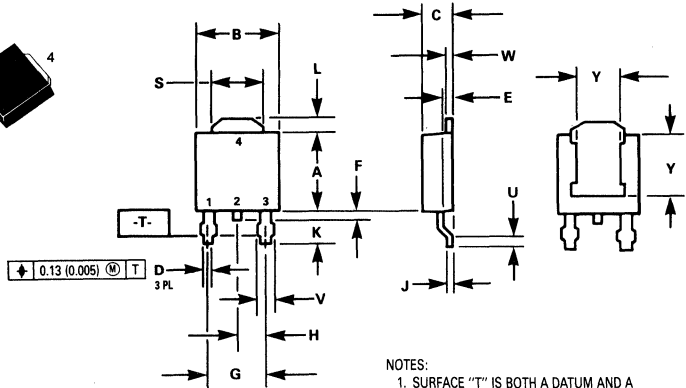 4
B
S
L
4
A
F
1 2 3
-T-
K
⌖ 0.13 (0.005) Ⓜ T
D
3 PL
V
H
G
C
W
E
U
J
Y
Y
NOTES:
1. SURFACE "T" IS BOTH A DATUM AND A